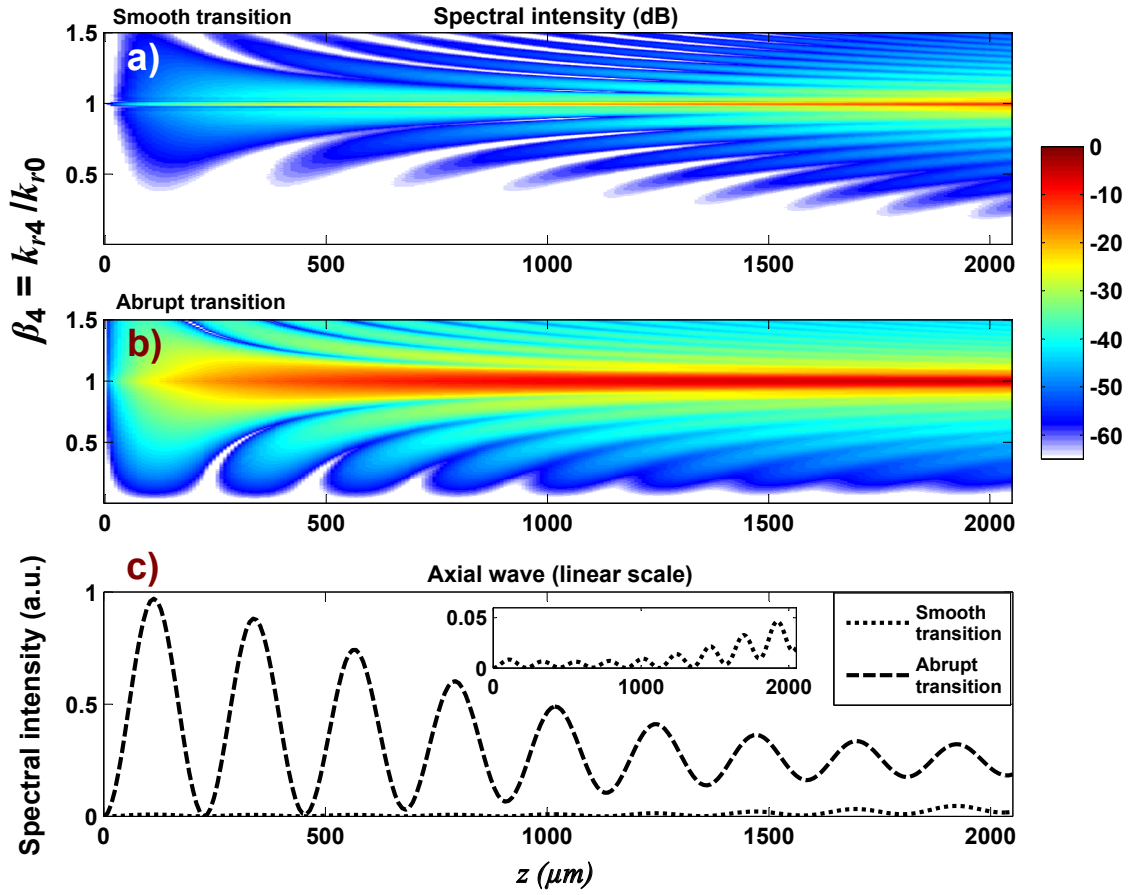 Smooth transition
Spectral intensity (dB)
a)
1.5
1
0.5
0
500
1000
1500
2000
β4 = kr4 /kr0
0
-10
-20
-30
-40
-50
-60
Abrupt transition
b)
1.5
1
0.5
0
500
1000
1500
2000
c)
Axial wave (linear scale)
Spectral intensity (a.u.)
1
0.5
0
0.05
0
0
1000
2000
Smooth
transition
Abrupt
transition
0
500
1000
1500
2000
z (μm)